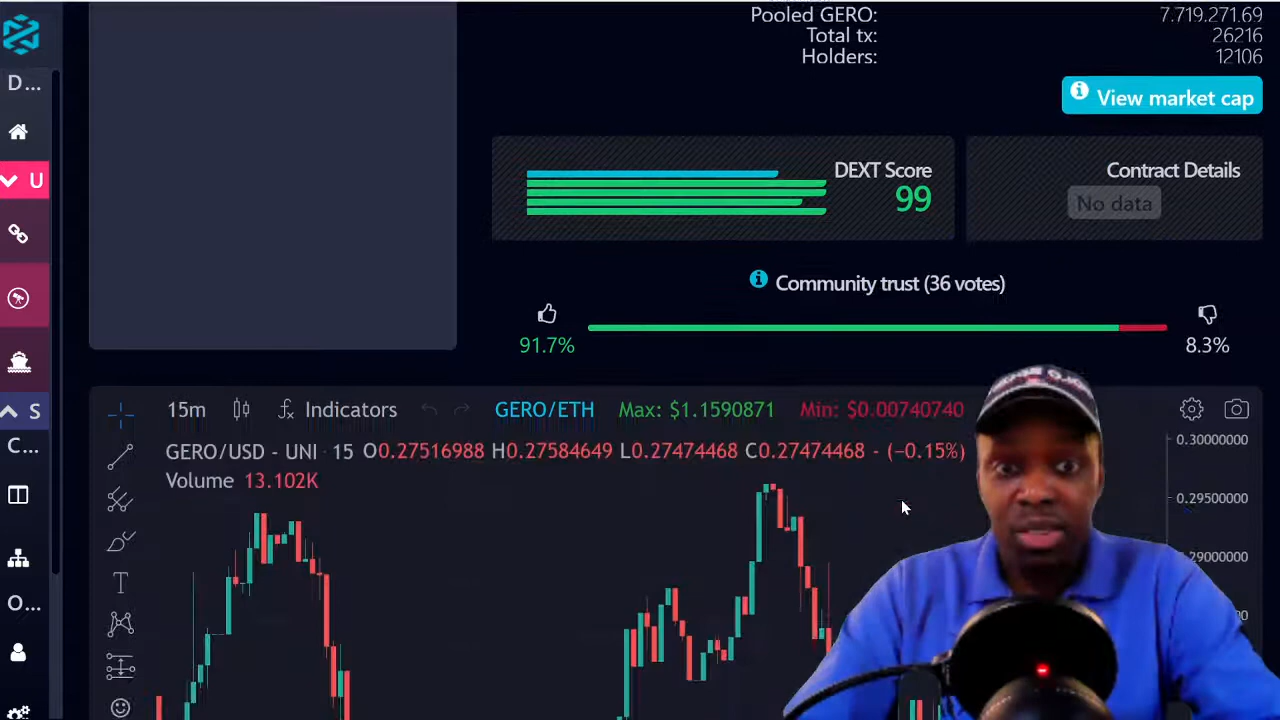 Pooled GERO: 7.719.271.69
Total tx: 26216
Holders: 12106
D...
View market cap
U
DEXT Score
99
Contract Details
No data
Community trust (36 votes)
91.7%
8.3%
S
15m Indicators GERO/ETH Max: $1.1590871 Min: $0.00740740
C...
GERO/USD - UNI 15 O0.27516988 H0.27584649 L0.27474468 C0.27474468 - (−0.15%)
Volume 13.102K
0.30000000
0.29500000
0.29000000
T
O...